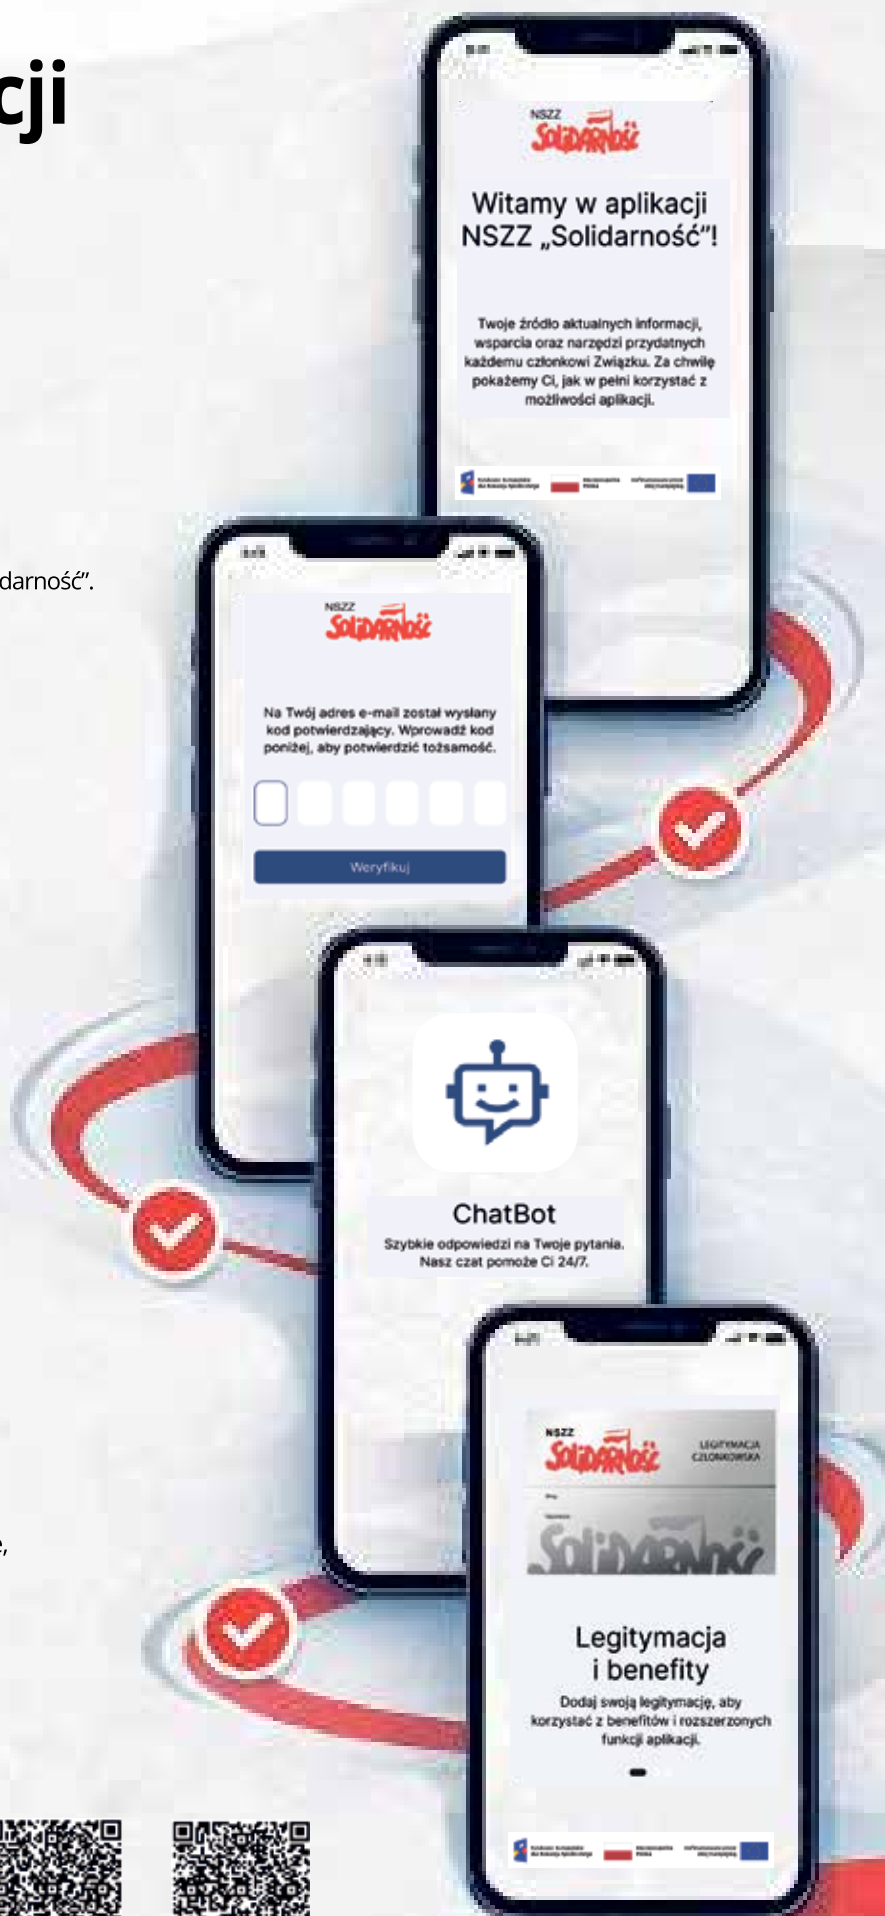 cji
NSZZ
SOLIDARNOŚĆ
Witamy w aplikacji
NSZZ „Solidarność”!
Twoje źródło aktualnych informacji,
wsparcia oraz narzędzi przydatnych
każdemu członkowi Związku. Za chwilę
pokażemy Ci, jak w pełni korzystać z
możliwości aplikacji.
darność”.
NSZZ
SOLIDARNOŚĆ
Na Twój adres e-mail został wysłany
kod potwierdzający. Wprowadź kod
poniżej, aby potwierdzić tożsamość.
Weryfikuj
ChatBot
Szybkie odpowiedzi na Twoje pytania.
Nasz czat pomoże Ci 24/7.
NSZZ
SOLIDARNOŚĆ
LEGITYMACJA
CZŁONKOWSKA
SOLIDARNOŚĆ
e,
Legitymacja
i benefity
Dodaj swoją legitymację, aby
korzystać z benefitów i rozszerzonych
funkcji aplikacji.